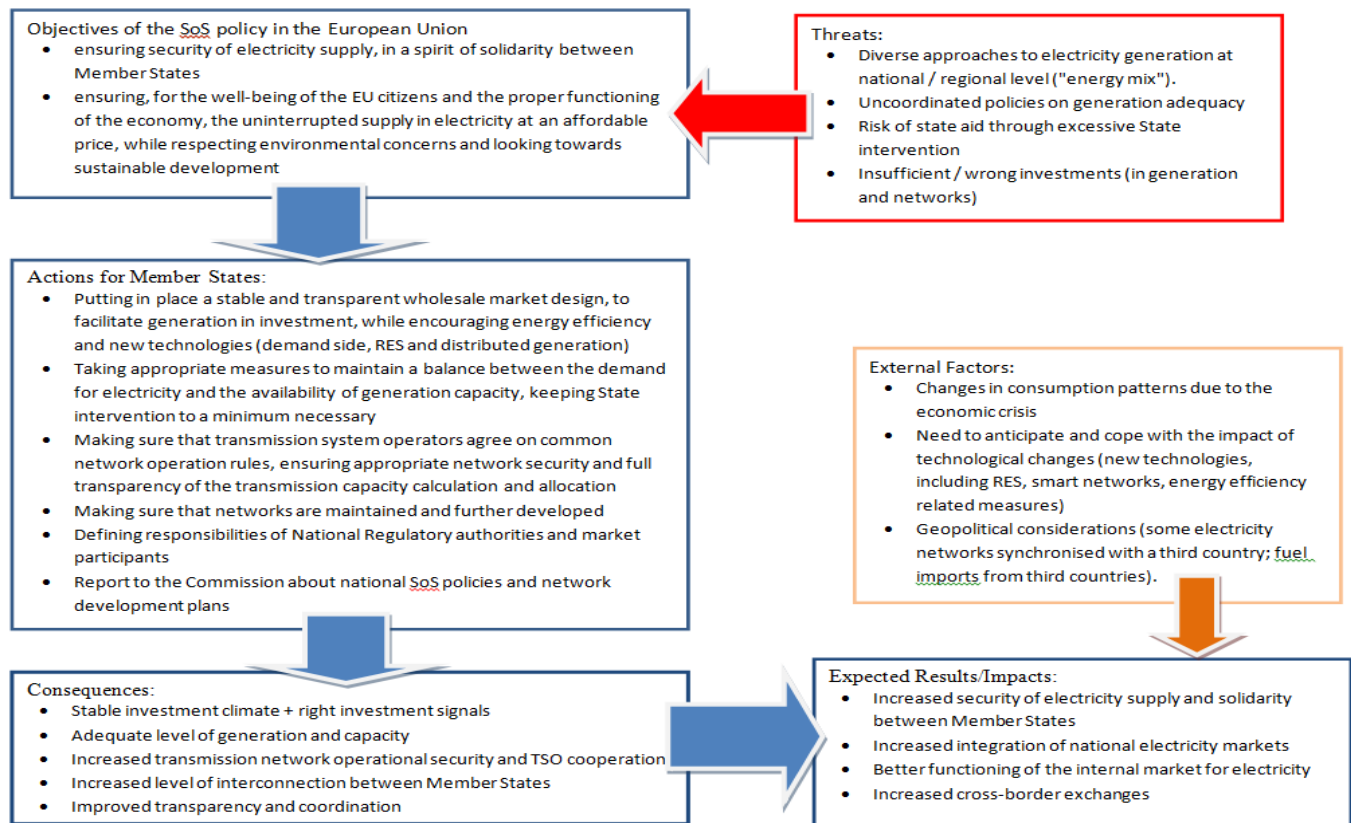 Objectives of the SoS policy in the European Union
• ensuring security of electricity supply, in a spirit of solidarity between
Member States
• ensuring, for the well-being of the EU citizens and the proper functioning
of the economy, the uninterrupted supply in electricity at an affordable
price, while respecting environmental concerns and looking towards
sustainable development
Threats:
• Diverse approaches to electricity generation at
national / regional level ("energy mix").
• Uncoordinated policies on generation adequacy
• Risk of state aid through excessive State
intervention
• Insufficient / wrong investments (in generation
and networks)
Actions for Member States:
• Putting in place a stable and transparent wholesale market design, to
facilitate generation in investment, while encouraging energy efficiency
and new technologies (demand side, RES and distributed generation)
• Taking appropriate measures to maintain a balance between the demand
for electricity and the availability of generation capacity, keeping State
intervention to a minimum necessary
• Making sure that transmission system operators agree on common
network operation rules, ensuring appropriate network security and full
transparency of the transmission capacity calculation and allocation
• Making sure that networks are maintained and further developed
• Defining responsibilities of National Regulatory authorities and market
participants
• Report to the Commission about national SoS policies and network
development plans
External Factors:
• Changes in consumption patterns due to the
economic crisis
• Need to anticipate and cope with the impact of
technological changes (new technologies,
including RES, smart networks, energy efficiency
related measures)
• Geopolitical considerations (some electricity
networks synchronised with a third country; fuel
imports from third countries).
Consequences:
• Stable investment climate + right investment signals
• Adequate level of generation and capacity
• Increased transmission network operational security and TSO cooperation
• Increased level of interconnection between Member States
• Improved transparency and coordination
Expected Results/Impacts:
• Increased security of electricity supply and solidarity
between Member States
• Increased integration of national electricity markets
• Better functioning of the internal market for electricity
• Increased cross-border exchanges